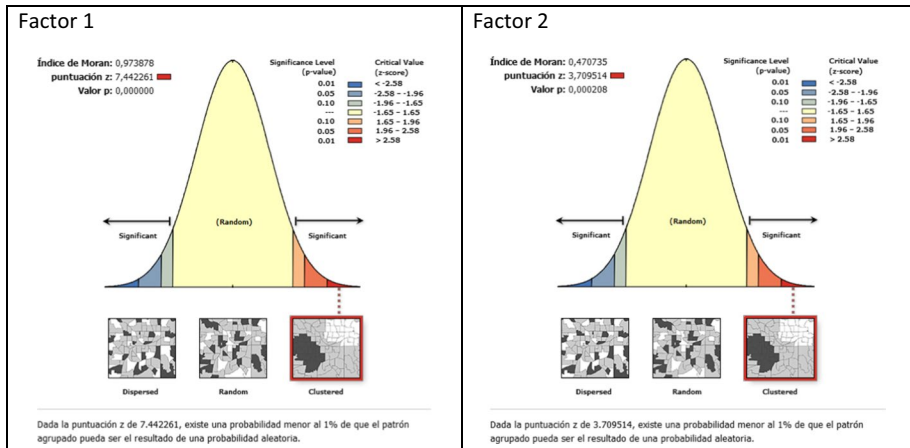 Factor 1
Índice de Moran: 0,973878
puntuación z: 7,442261
Valor p: 0,000000
Significance Level
(p-value)
Critical Value
(z-score)
0.01 < -2.58
0.05 -2.58 – -1.96
0.10 -1.96 – -1.65
--- -1.65 – 1.65
0.10 1.65 – 1.96
0.05 1.96 – 2.58
0.01 > 2.58
(Random)
Significant
Significant
Dispersed
Random
Clustered
Dada la puntuación z de 7.442261, existe una probabilidad menor al 1% de que el patrón
agrupado pueda ser el resultado de una probabilidad aleatoria.
Factor 2
Índice de Moran: 0,470735
puntuación z: 3,709514
Valor p: 0,000208
Significance Level
(p-value)
Critical Value
(z-score)
0.01 < -2.58
0.05 -2.58 – -1.96
0.10 -1.96 – -1.65
--- -1.65 – 1.65
0.10 1.65 – 1.96
0.05 1.96 – 2.58
0.01 > 2.58
(Random)
Significant
Significant
Dispersed
Random
Clustered
Dada la puntuación z de 3.709514, existe una probabilidad menor al 1% de que el patrón
agrupado pueda ser el resultado de una probabilidad aleatoria.